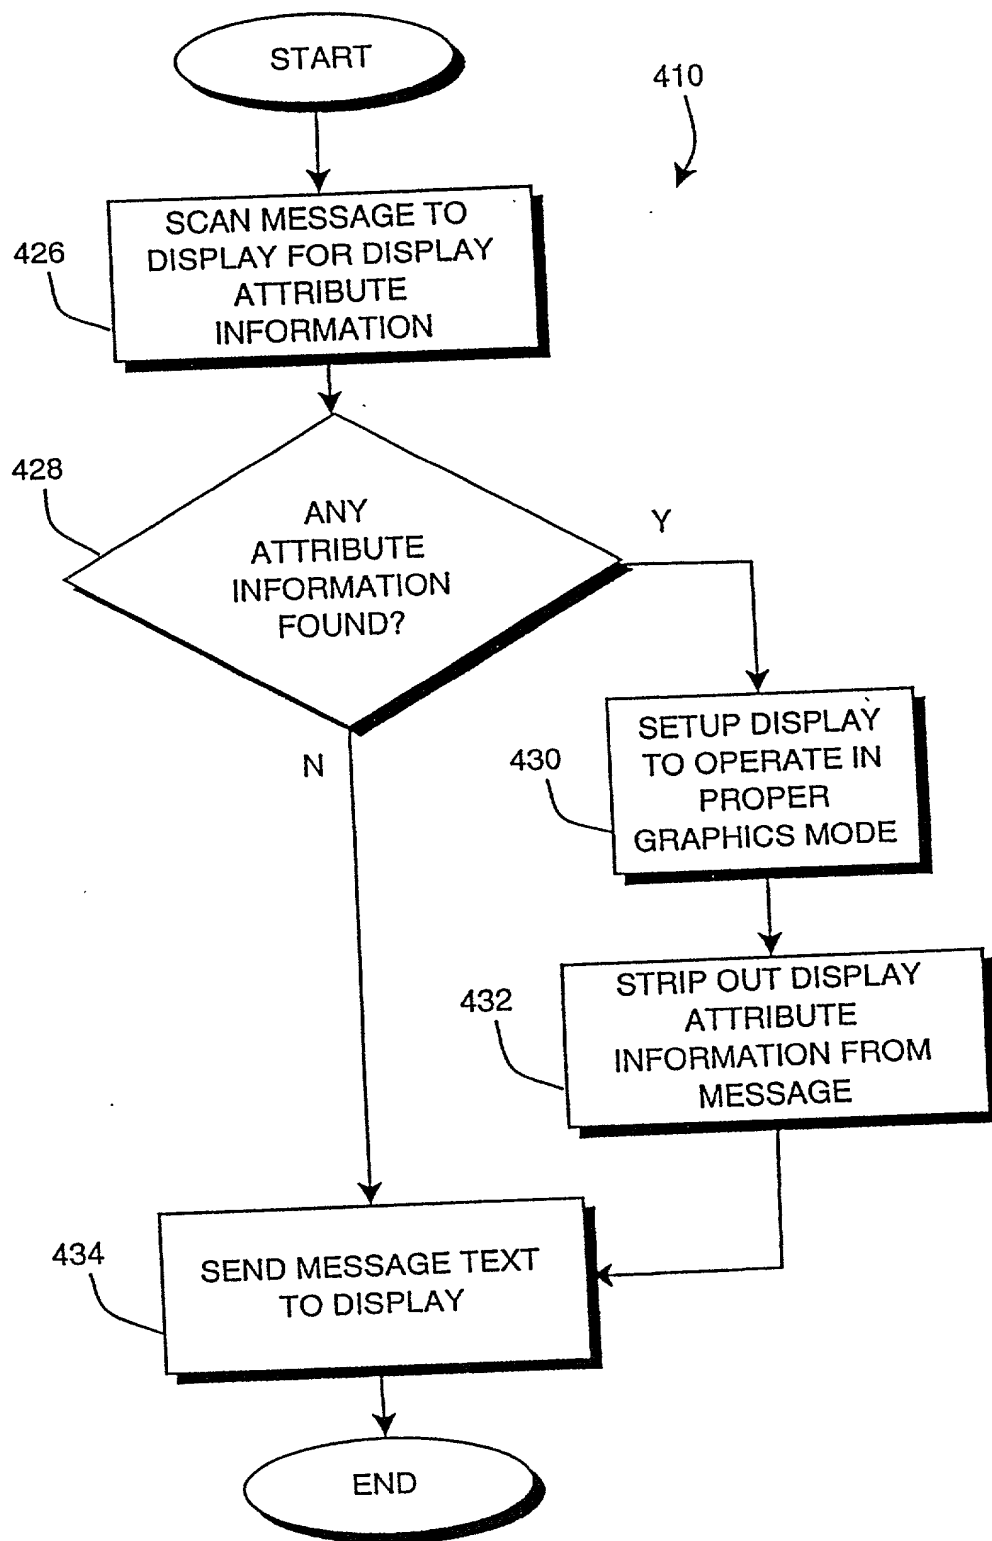 START
410
SCAN MESSAGE TO
DISPLAY FOR DISPLAY
ATTRIBUTE
INFORMATION
426
428
ANY
ATTRIBUTE
INFORMATION
FOUND?
Y
N
SETUP DISPLAY
TO OPERATE IN
PROPER
GRAPHICS MODE
430
STRIP OUT DISPLAY
ATTRIBUTE
INFORMATION FROM
MESSAGE
432
SEND MESSAGE TEXT
TO DISPLAY
434
END